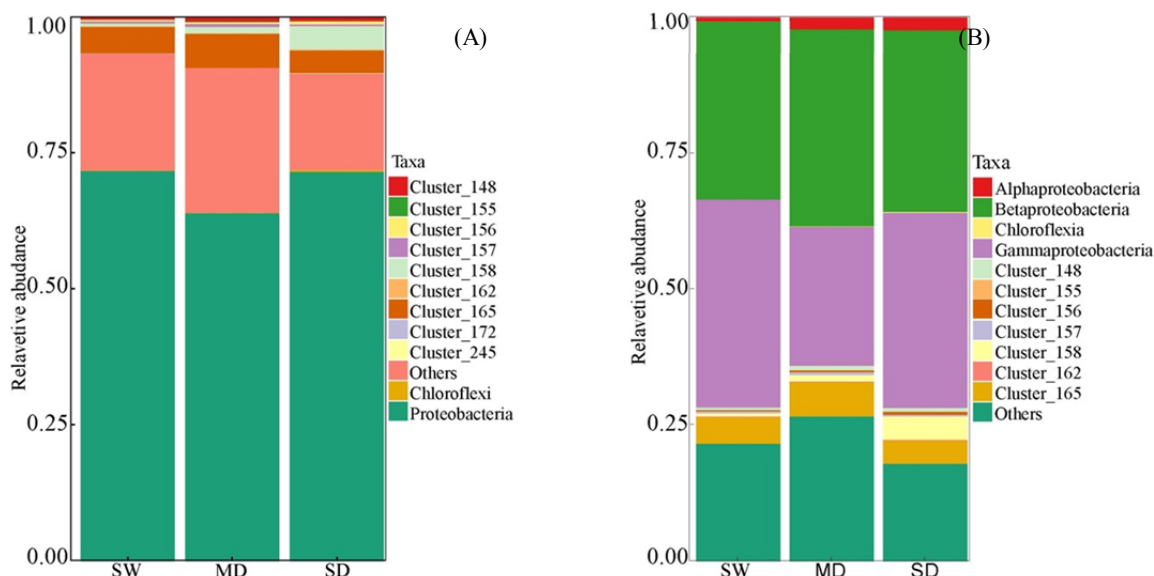 1.00
0.75
0.50
0.25
0.00
Relavetive abudance
SW MD SD
(A)
Taxa
Cluster_148
Cluster_155
Cluster_156
Cluster_157
Cluster_158
Cluster_162
Cluster_165
Cluster_172
Cluster_245
Others
Chloroflexi
Proteobacteria
1.00
0.75
0.50
0.25
0.00
Relavetive abudance
SW MD SD
(B)
Taxa
Alphaproteobacteria
Betaproteobacteria
Chloroflexia
Gammaproteobacteria
Cluster_148
Cluster_155
Cluster_156
Cluster_157
Cluster_158
Cluster_162
Cluster_165
Others